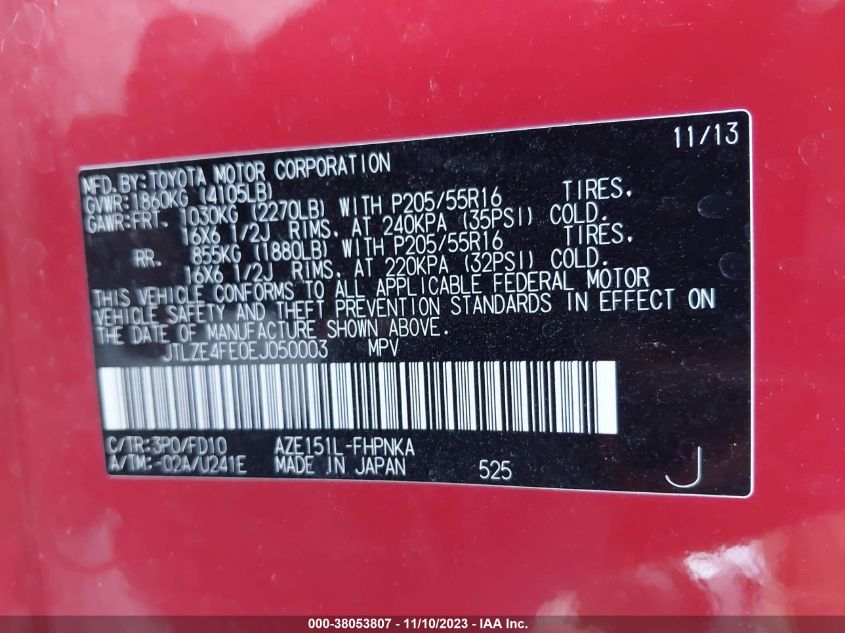 11/13
MFD. BY: TOYOTA MOTOR CORPORATION
GVWR: 1860KG (4105LB)
GAWR: FRT. 1030KG (2270LB) WITH P205/55R16 TIRES,
16X6 1/2J RIMS, AT 240KPA (35PSI) COLD.
RR. 855KG (1880LB) WITH P205/55R16 TIRES,
16X6 1/2J RIMS, AT 220KPA (32PSI) COLD.
THIS VEHICLE CONFORMS TO ALL APPLICABLE FEDERAL MOTOR
VEHICLE SAFETY AND THEFT PREVENTION STANDARDS IN EFFECT ON
THE DATE OF MANUFACTURE SHOWN ABOVE.
JTLZE4FE0EJ050003 MPV
C/TR: 3P0/FD10 AZE151L-FHPNKA
A/TM: -02A/U241E MADE IN JAPAN 525 J
000-38053807 - 11/10/2023 - IAA Inc.